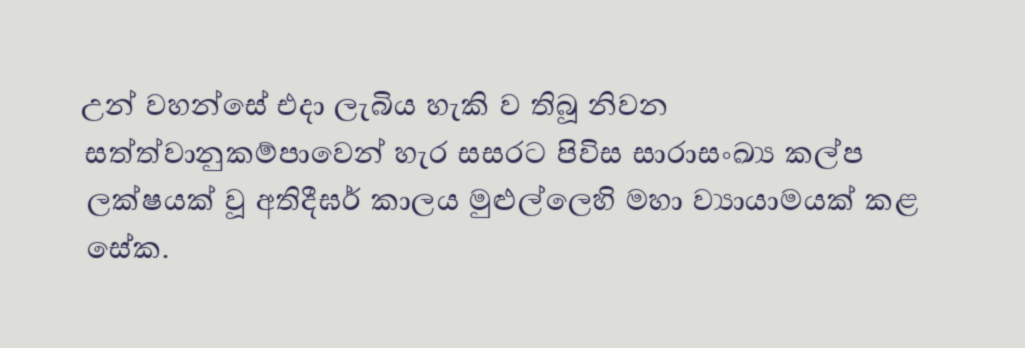 උන් වහන්සේ එදා ලැබිය හැකි ව තිබූ නිවන
සත්ත්වානුකම්පාවෙන් හැර සසරට පිවිස සාරාසංඛ්‍ය කල්ප
ලක්ෂයක් වූ අතිදීඝර් කාලය මුළුල්ලෙහි මහා ව්‍යායාමයක් කළ
සේක.